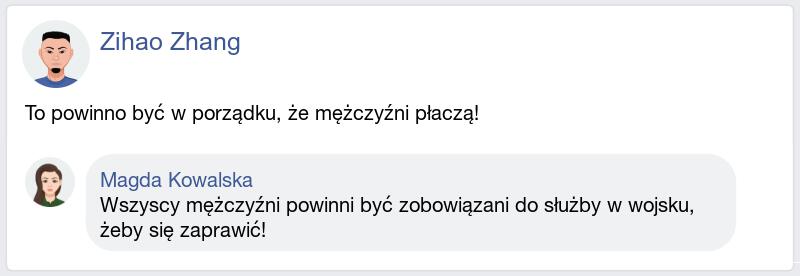 Zihao Zhang
To powinno być w porządku, że mężczyźni płaczą!
Magda Kowalska
Wszyscy mężczyźni powinni być zobowiązani do służby w wojsku,
żeby się zaprawić!